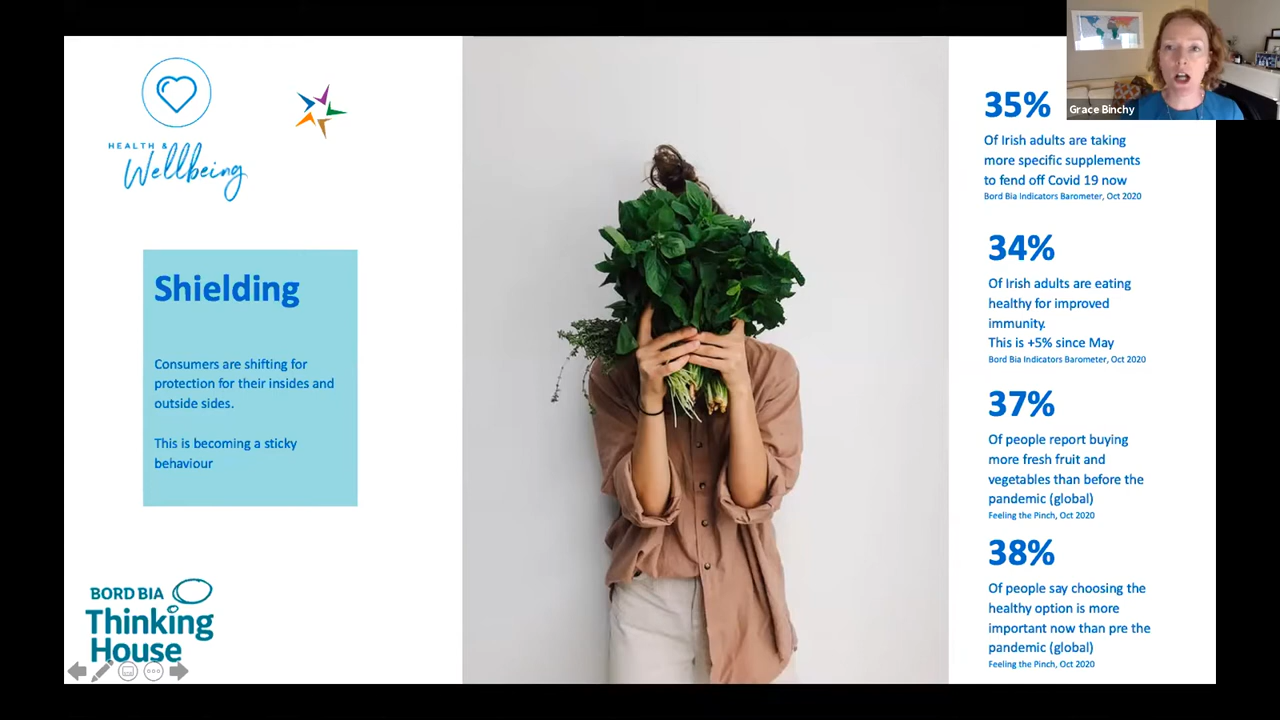 HEALTH &
Wellbeing
Shielding
Consumers are shifting for
protection for their insides and
outside sides.
This is becoming a sticky
behaviour
BORD BIA
Thinking
House
35%
Of Irish adults are taking
more specific supplements
to fend off Covid 19 now
Bord Bia Indicators Barometer, Oct 2020
34%
Of Irish adults are eating
healthy for improved
immunity.
This is +5% since May
Bord Bia Indicators Barometer, Oct 2020
37%
Of people report buying
more fresh fruit and
vegetables than before the
pandemic (global)
Feeling the Pinch, Oct 2020
38%
Of people say choosing the
healthy option is more
important now than pre the
pandemic (global)
Feeling the Pinch, Oct 2020
Grace Binchy